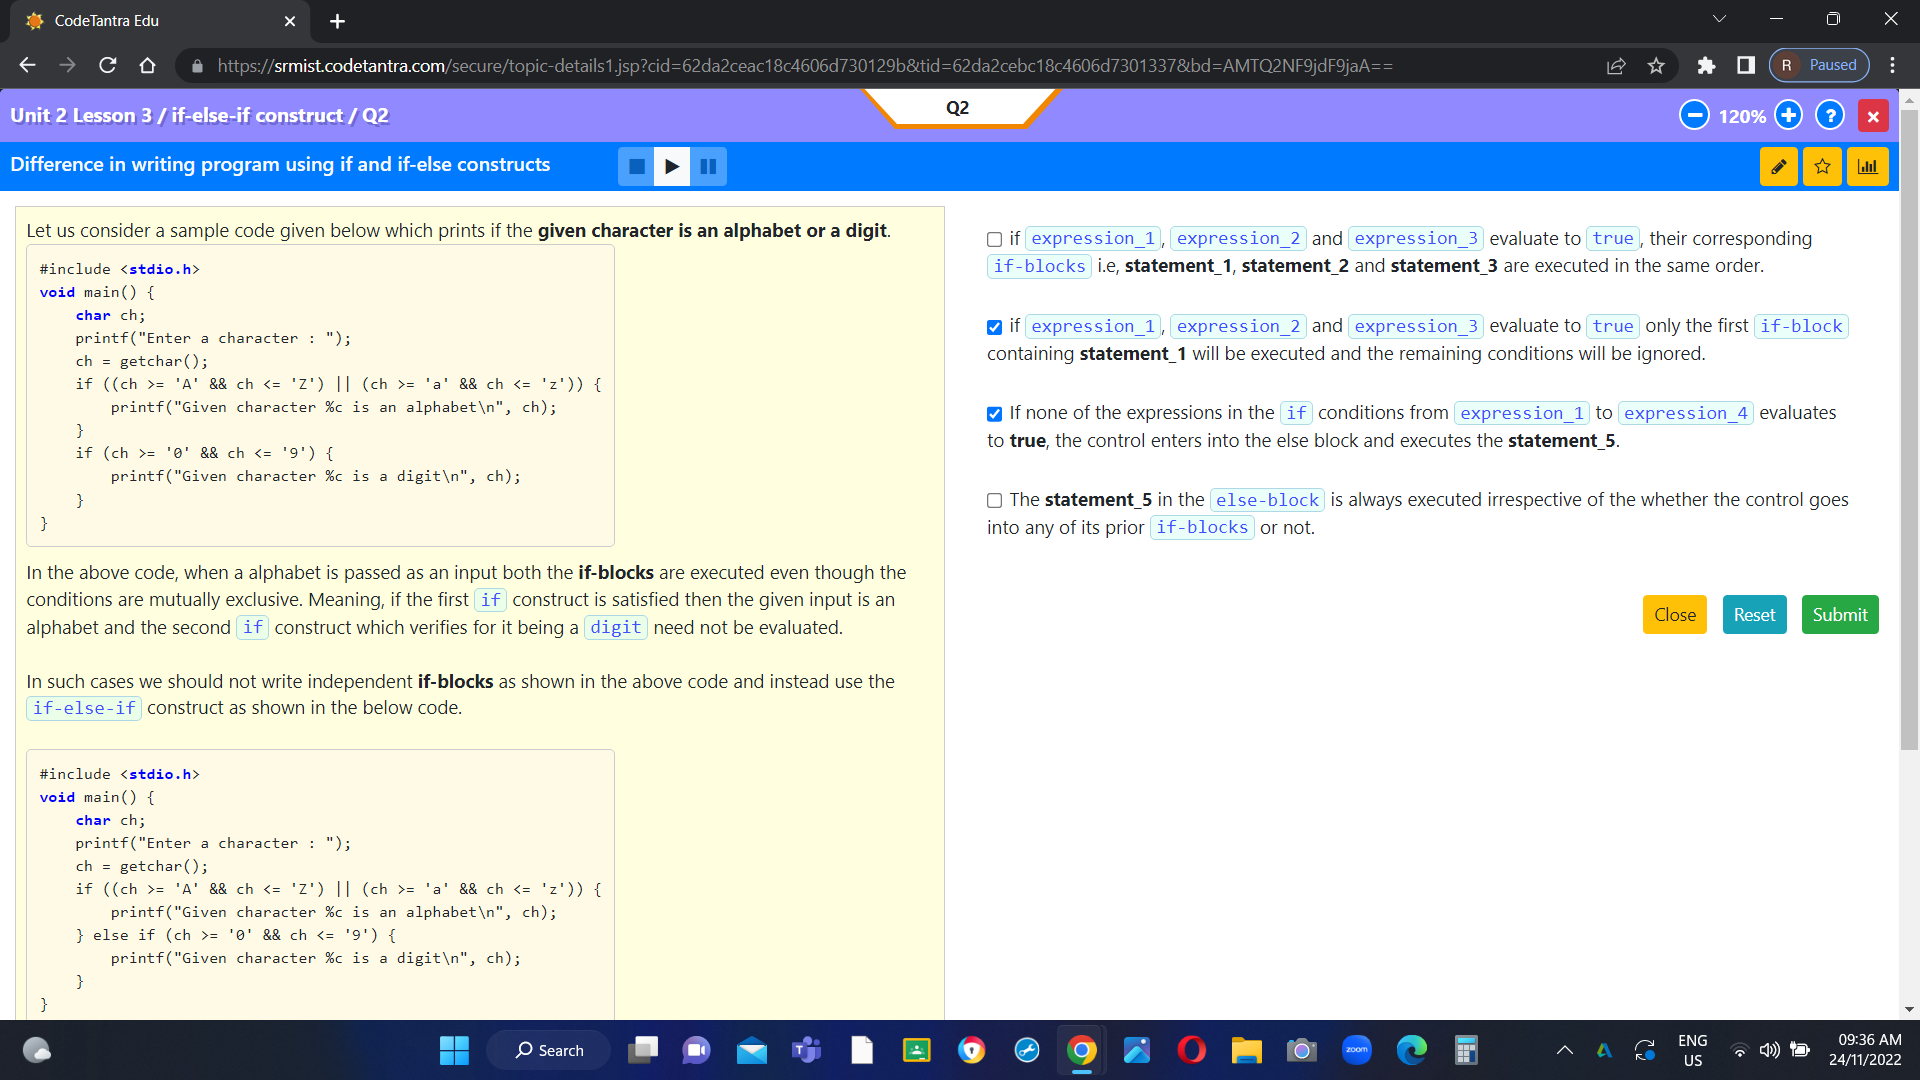 CodeTantra Edu
https://srmist.codetantra.com/secure/topic-details1.jsp?cid=62da2ceac18c4606d730129b&tid=62da2cebc18c4606d7301337&bd=AMTQ2NF9jdF9jaA==
R Paused
Unit 2 Lesson 3 / if-else-if construct / Q2
Q2
120%
?
Difference in writing program using if and if-else constructs
Let us consider a sample code given below which prints if the given character is an alphabet or a digit.
#include <stdio.h>
void main() {
char ch;
printf("Enter a character : ");
ch = getchar();
if ((ch >= 'A' && ch <= 'Z') || (ch >= 'a' && ch <= 'z')) {
printf("Given character %c is an alphabet\n", ch);
}
if (ch >= '0' && ch <= '9') {
printf("Given character %c is a digit\n", ch);
}
}
In the above code, when a alphabet is passed as an input both the if-blocks are executed even though the
conditions are mutually exclusive. Meaning, if the first if construct is satisfied then the given input is an
alphabet and the second if construct which verifies for it being a digit need not be evaluated.
In such cases we should not write independent if-blocks as shown in the above code and instead use the
if-else-if construct as shown in the below code.
#include <stdio.h>
void main() {
char ch;
printf("Enter a character : ");
ch = getchar();
if ((ch >= 'A' && ch <= 'Z') || (ch >= 'a' && ch <= 'z')) {
printf("Given character %c is an alphabet\n", ch);
} else if (ch >= '0' && ch <= '9') {
printf("Given character %c is a digit\n", ch);
}
}
if expression_1, expression_2 and expression_3 evaluate to true, their corresponding
if-blocks i.e, statement_1, statement_2 and statement_3 are executed in the same order.
if expression_1, expression_2 and expression_3 evaluate to true only the first if-block
containing statement_1 will be executed and the remaining conditions will be ignored.
If none of the expressions in the if conditions from expression_1 to expression_4 evaluates
to true, the control enters into the else block and executes the statement_5.
The statement_5 in the else-block is always executed irrespective of the whether the control goes
into any of its prior if-blocks or not.
Close Reset Submit
Search
zoom
ENG
US
09:36 AM
24/11/2022